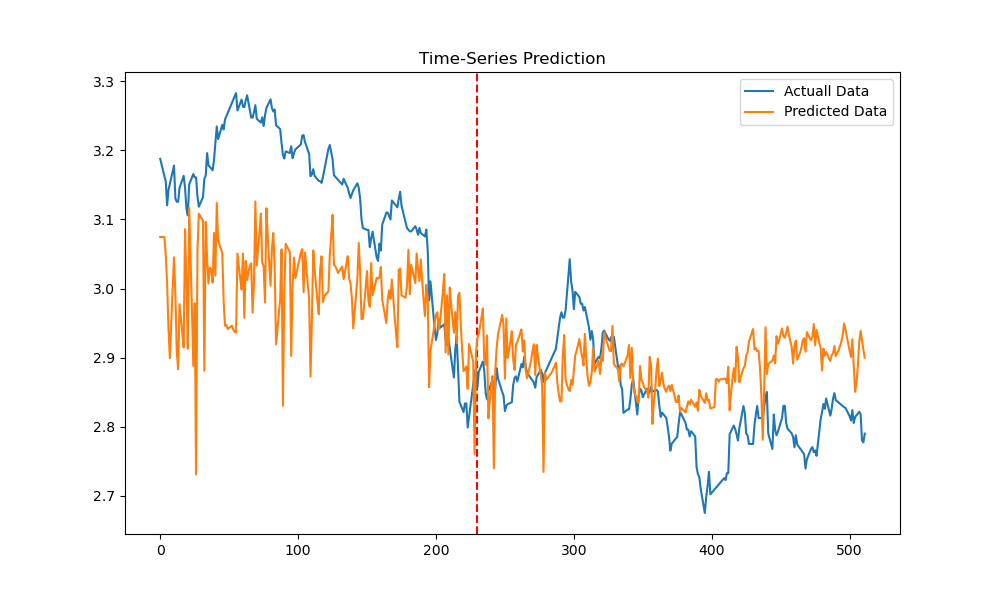 Time-Series Prediction
Actuall Data
Predicted Data
3.3
3.2
3.1
3.0
2.9
2.8
2.7
0 100 200 300 400 500